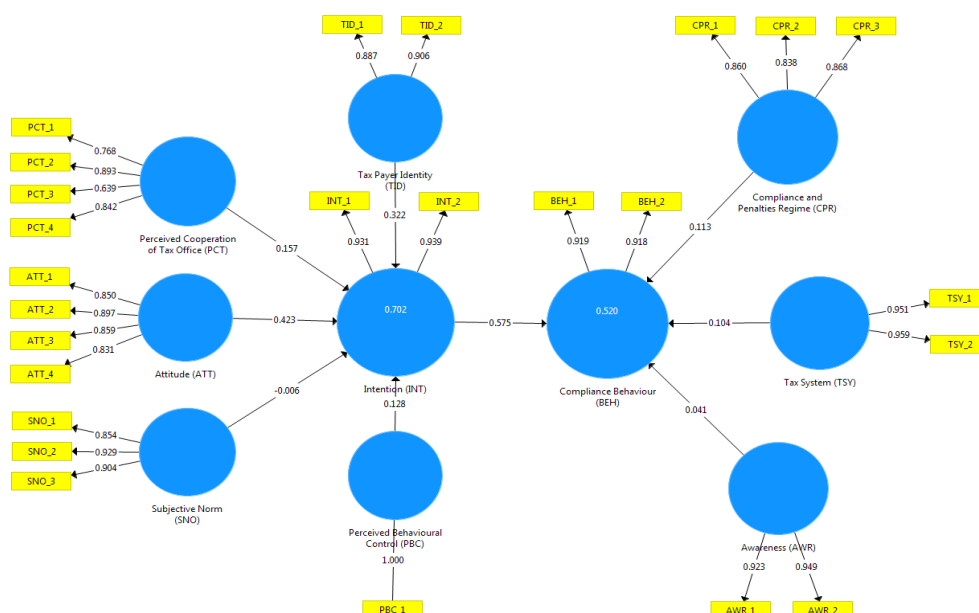 TID_1
TID_2
0.887
0.906
Tax Payer Identity
(TID)
0.322
CPR_1
CPR_2
CPR_3
0.860
0.838
0.868
Compliance and
Penalties Regime (CPR)
0.113
PCT_1
PCT_2
PCT_3
PCT_4
0.768
0.893
0.639
0.842
Perceived Cooperation
of Tax Office (PCT)
0.157
INT_1
INT_2
0.931
0.939
0.702
Intention (INT)
0.575
BEH_1
BEH_2
0.919
0.918
0.520
Compliance Behaviour
(BEH)
ATT_1
ATT_2
ATT_3
ATT_4
0.850
0.897
0.859
0.831
Attitude (ATT)
0.423
TSY_1
TSY_2
0.951
0.959
Tax System (TSY)
0.104
SNO_1
SNO_2
SNO_3
0.854
0.929
0.904
Subjective Norm
(SNO)
-0.006
0.128
Perceived Behavioural
Control (PBC)
1.000
PBC_1
0.041
Awareness (AWR)
0.923
0.949
AWR_1
AWR_2